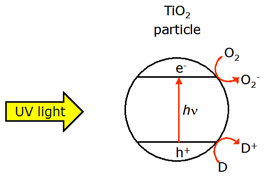 TiO₂
particle
O₂
e⁻
O₂⁻
UV light
hν
h⁺
D⁺
D